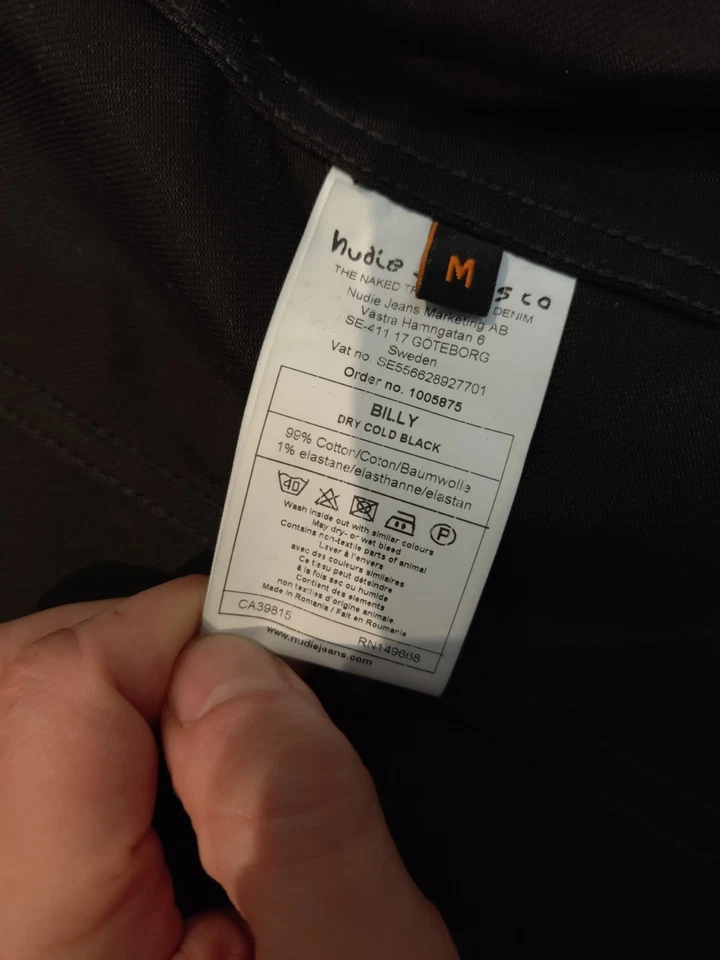 nudie
M
s co
THE NAKED TR DENIM
Nudie Jeans Marketing AB
Västra Hamngatan 6
SE-411 17 GÖTEBORG
Sweden
Vat no. SE556628927701
Order no. 1005875
BILLY
DRY COLD BLACK
99% Cotton/Coton/Baumwolle
1% elastane/elasthanne/elastan
40 P
Wash inside out with similar colours
May dry- or wet bleed
Contains non-textile parts of animal
Laver à l'envers
avec des couleurs similaires
Ce tissu peut déteindre
à la fois sec ou humide
Contient des elements
non textiles d'origine animale.
Made in Romania / Fait en Roumanie
CA39815 RN149668
www.nudiejeans.com